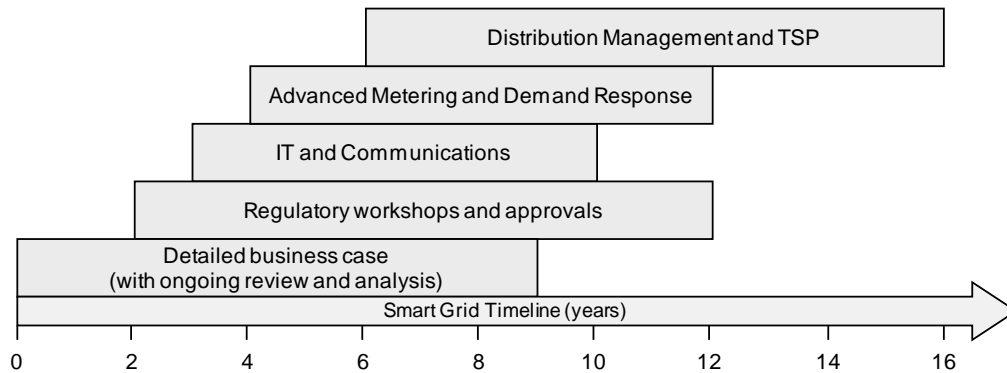 Distribution Management and TSP
Advanced Metering and Demand Response
IT and Communications
Regulatory workshops and approvals
Detailed business case
(with ongoing review and analysis)
Smart Grid Timeline (years)
0 2 4 6 8 10 12 14 16